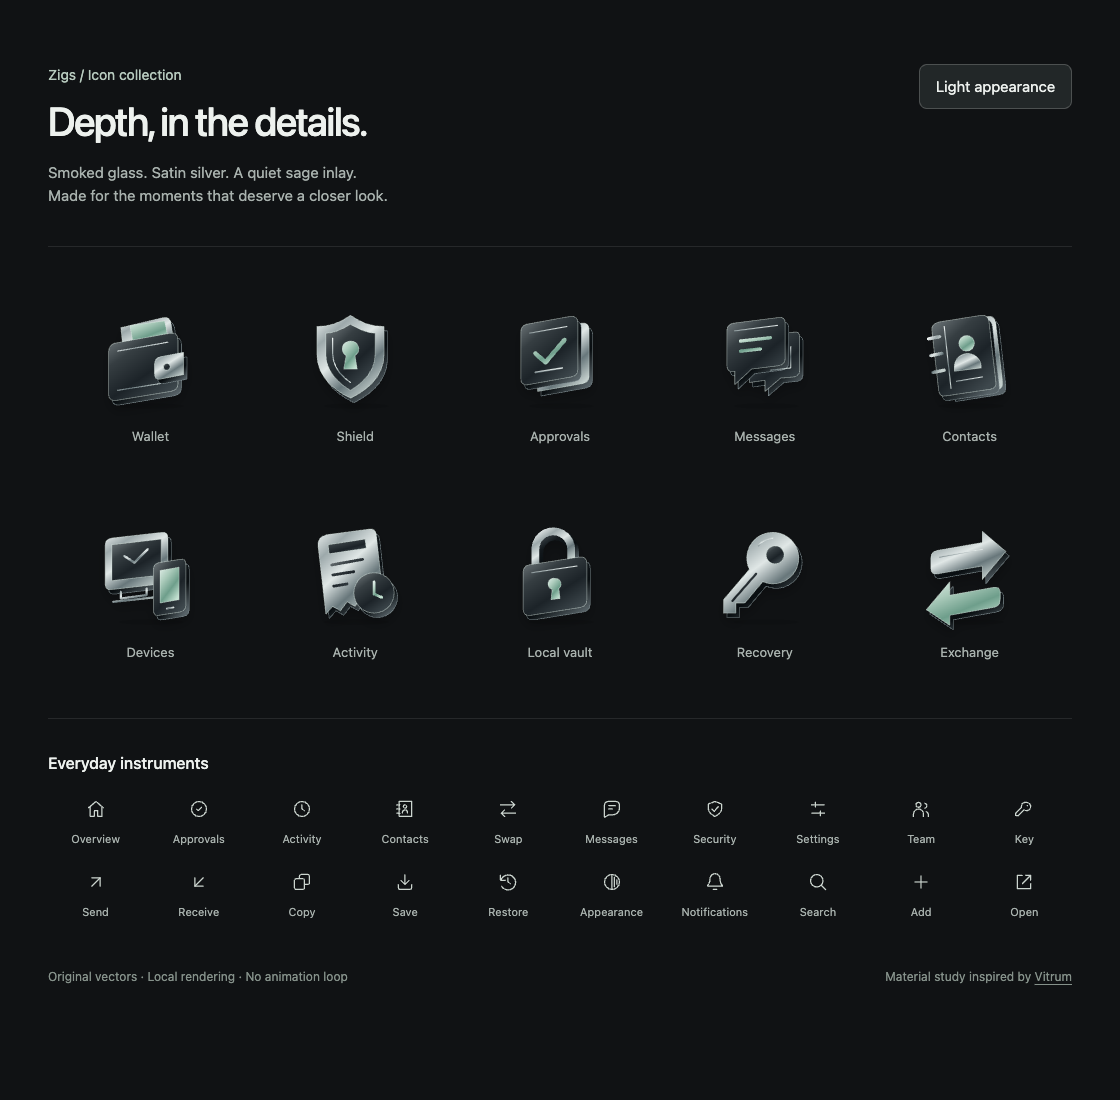 Zigs / Icon collection
Light appearance
Depth, in the details.
Smoked glass. Satin silver. A quiet sage inlay.
Made for the moments that deserve a closer look.
Wallet
Shield
Approvals
Messages
Contacts
Devices
Activity
Local vault
Recovery
Exchange
Everyday instruments
Overview
Approvals
Activity
Contacts
Swap
Messages
Security
Settings
Team
Key
Send
Receive
Copy
Save
Restore
Appearance
Notifications
Search
Add
Open
Original vectors · Local rendering · No animation loop
Material study inspired by Vitrum